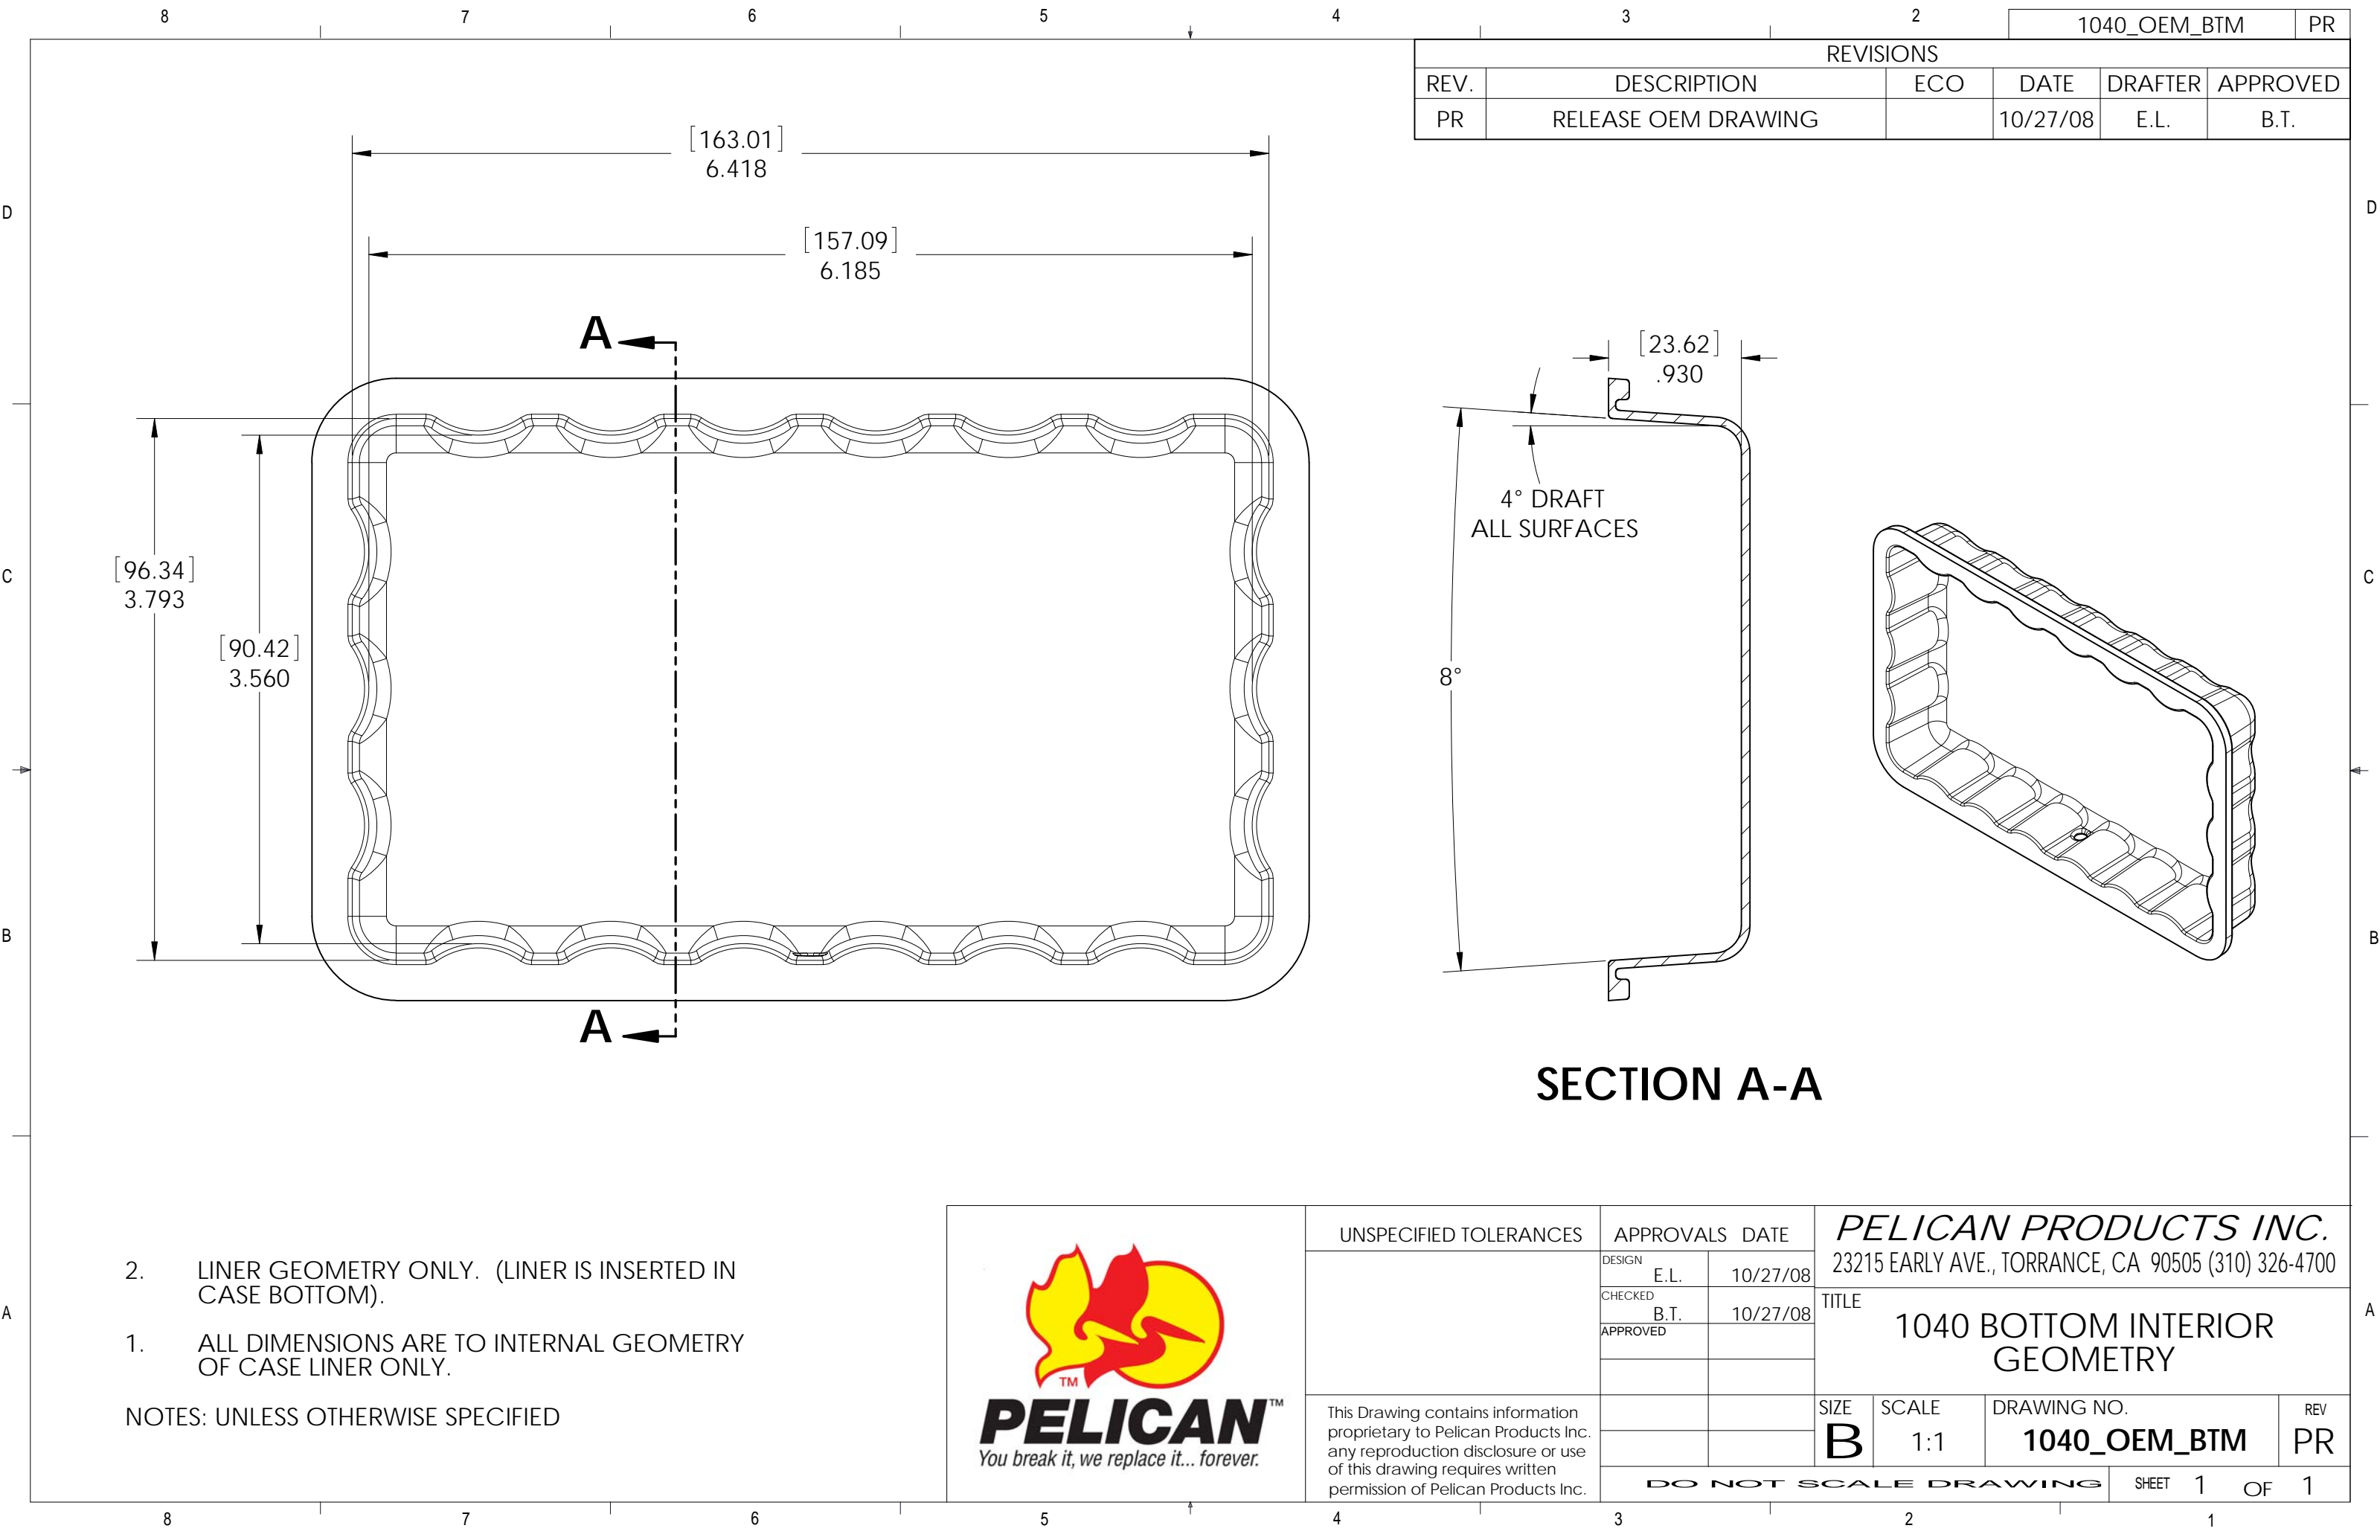 8 7 6 5 4 3 2
1040_OEM_BTM PR
REVISIONS
REV. DESCRIPTION ECO DATE DRAFTER APPROVED
PR RELEASE OEM DRAWING 10/27/08 E.L. B.T.
D D
[163.01]
6.418
[157.09]
6.185
A
[23.62]
.930
4° DRAFT
ALL SURFACES
C C
[96.34]
3.793
[90.42]
3.560
8°
B B
A
SECTION A-A
2. LINER GEOMETRY ONLY. (LINER IS INSERTED IN
CASE BOTTOM).
1. ALL DIMENSIONS ARE TO INTERNAL GEOMETRY
OF CASE LINER ONLY.
NOTES: UNLESS OTHERWISE SPECIFIED
A A
TM
PELICAN™
You break it, we replace it... forever.
UNSPECIFIED TOLERANCES
This Drawing contains information
proprietary to Pelican Products Inc.
any reproduction disclosure or use
of this drawing requires written
permission of Pelican Products Inc.
APPROVALS DATE
DESIGN
E.L. 10/27/08
CHECKED
B.T. 10/27/08
APPROVED
PELICAN PRODUCTS INC.
23215 EARLY AVE., TORRANCE, CA 90505 (310) 326-4700
TITLE
1040 BOTTOM INTERIOR
GEOMETRY
SIZE SCALE DRAWING NO. REV
B 1:1 1040_OEM_BTM PR
DO NOT SCALE DRAWING SHEET 1 OF 1
8 7 6 5 4 3 2 1